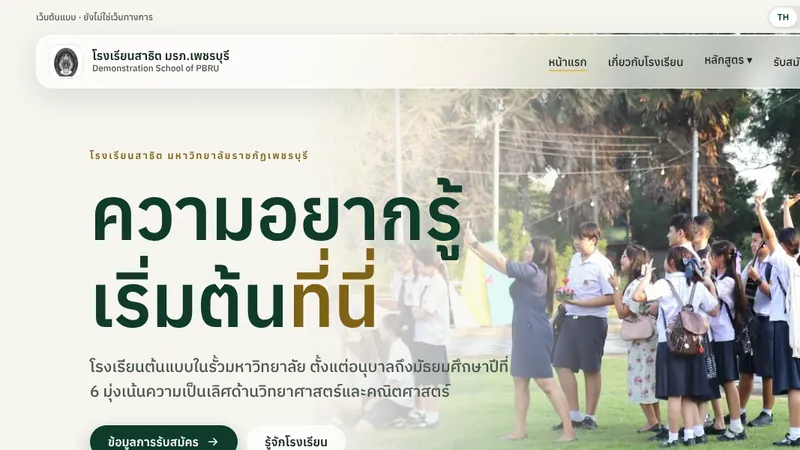 เว็บต้นแบบ · ยังไม่ใช่เว็บทางการ
TH
โรงเรียนสาธิต มรภ.เพชรบุรี
Demonstration School of PBRU
หน้าแรก
เกี่ยวกับโรงเรียน
หลักสูตร ▾
รับสมั
โรงเรียนสาธิต มหาวิทยาลัยราชภัฏเพชรบุรี
ความอยากรู้
เริ่มต้นที่นี่
โรงเรียนต้นแบบในรั้วมหาวิทยาลัย ตั้งแต่อนุบาลถึงมัธยมศึกษาปีที่
6 มุ่งเน้นความเป็นเลิศด้านวิทยาศาสตร์และคณิตศาสตร์
ข้อมูลการรับสมัคร →
รู้จักโรงเรียน